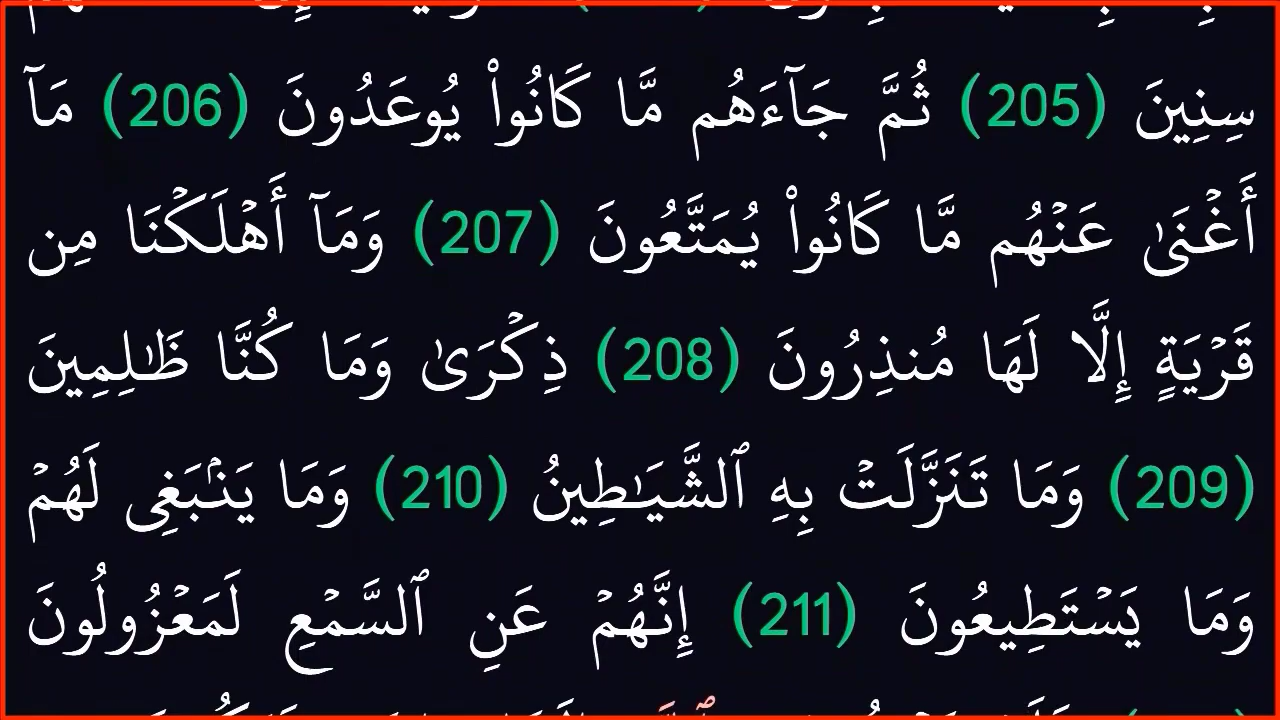 سِنِينَ (205) ثُمَّ جَآءَهُم مَّا كَانُوا۟ يُوعَدُونَ (206) مَآ
أَغْنَىٰ عَنْهُم مَّا كَانُوا۟ يُمَتَّعُونَ (207) وَمَآ أَهْلَكْنَا مِن
قَرْيَةٍ إِلَّا لَهَا مُنذِرُونَ (208) ذِكْرَىٰ وَمَا كُنَّا ظَٰلِمِينَ
(209) وَمَا تَنَزَّلَتْ بِهِ ٱلشَّيَٰطِينُ (210) وَمَا يَنۢبَغِى لَهُمْ
وَمَا يَسْتَطِيعُونَ (211) إِنَّهُمْ عَنِ ٱلسَّمْعِ لَمَعْزُولُونَ